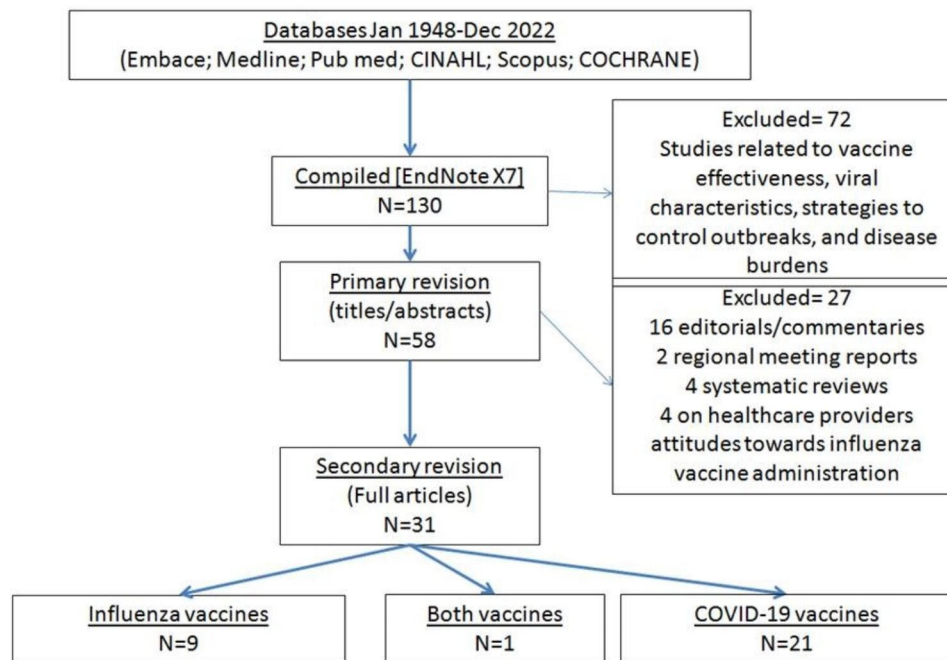 Databases Jan 1948-Dec 2022
(Embace; Medline; Pub med; CINAHL; Scopus; COCHRANE)
Compiled [EndNote X7]
N=130
Excluded= 72
Studies related to vaccine
effectiveness, viral
characteristics, strategies to
control outbreaks, and disease
burdens
Primary revision
(titles/abstracts)
N=58
Excluded= 27
16 editorials/commentaries
2 regional meeting reports
4 systematic reviews
4 on healthcare providers
attitudes towards influenza
vaccine administration
Secondary revision
(Full articles)
N=31
Influenza vaccines
N=9
Both vaccines
N=1
COVID-19 vaccines
N=21